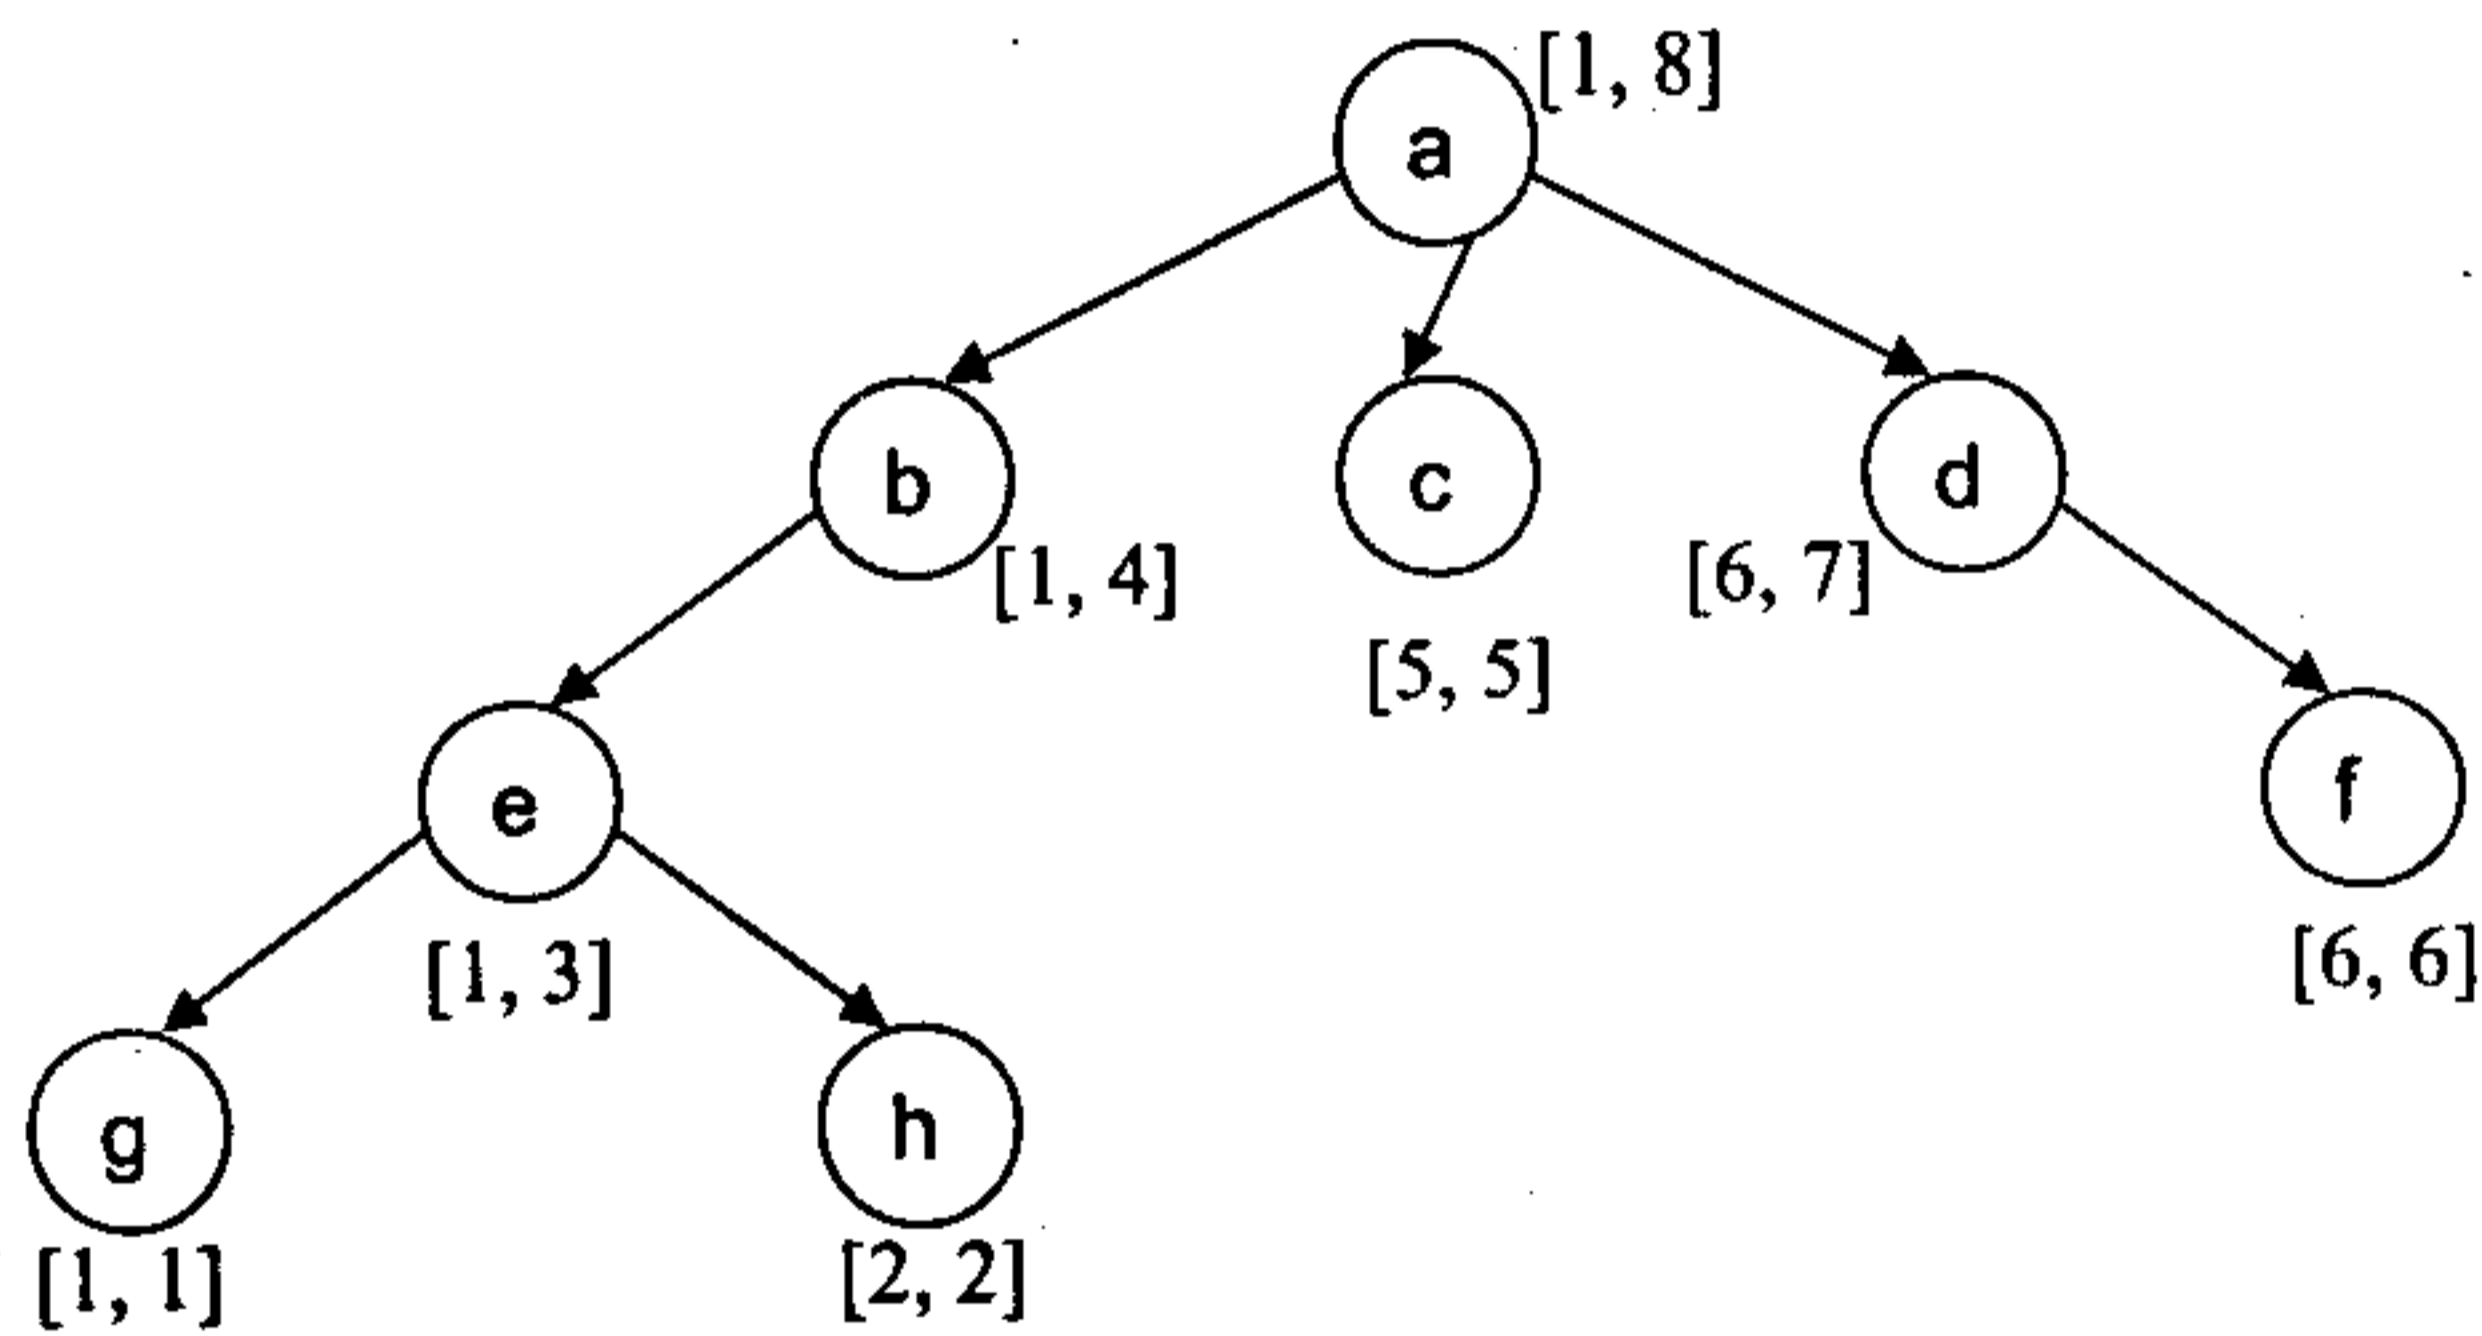 a [1, 8]
b [1, 4]
c [5, 5]
d [6, 7]
e [1, 3]
f [6, 6]
g [1, 1]
h [2, 2]